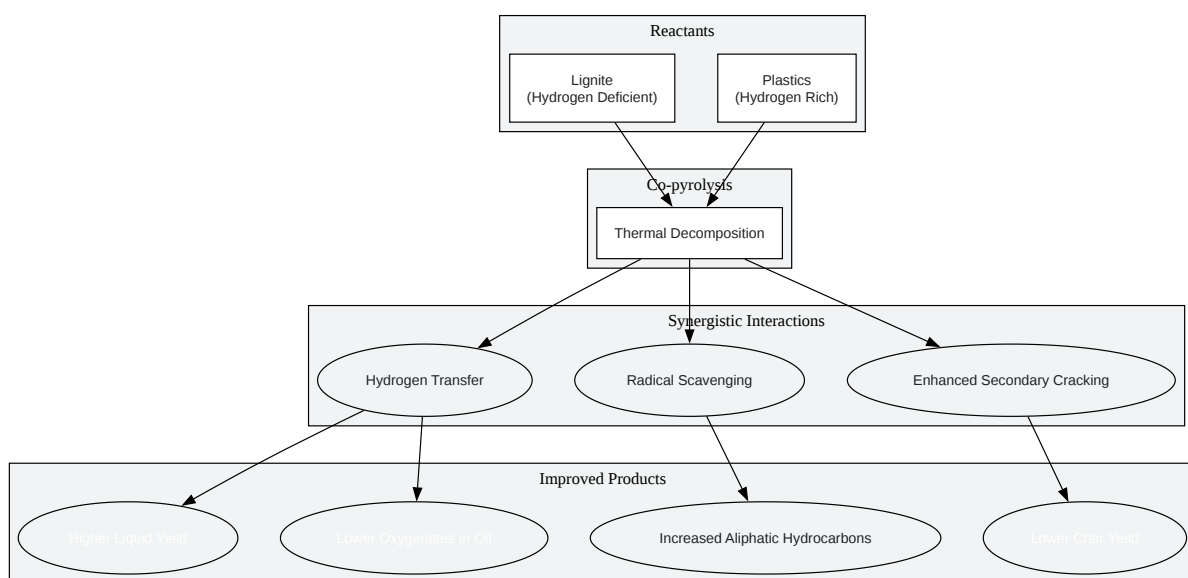 Reactants
Lignite
(Hydrogen Deficient)
Plastics
(Hydrogen Rich)
Co-pyrolysis
Thermal Decomposition
Synergistic Interactions
Hydrogen Transfer
Radical Scavenging
Enhanced Secondary Cracking
Improved Products
Higher Liquid Yield
Lower Oxygenates in Oil
Increased Aliphatic Hydrocarbons
Lower Char Yield